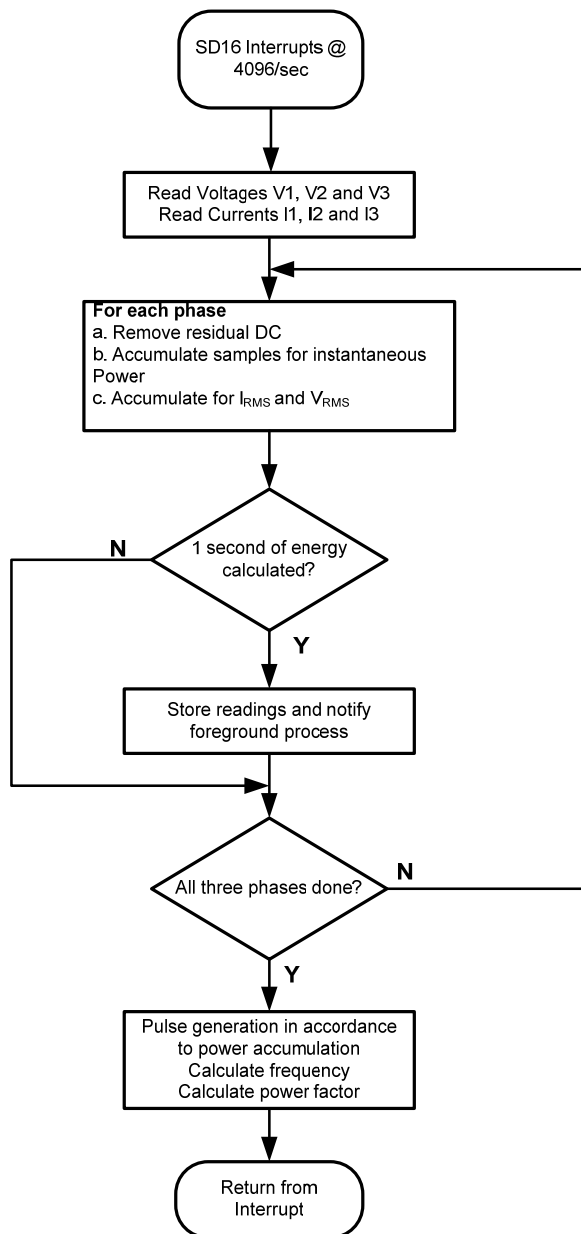 SD16 Interrupts @
4096/sec
Read Voltages V1, V2 and V3
Read Currents I1, I2 and I3
For each phase
a. Remove residual DC
b. Accumulate samples for instantaneous
Power
c. Accumulate for IRMS and VRMS
N
1 second of energy
calculated?
Y
Store readings and notify
foreground process
All three phases done?
N
Y
Pulse generation in accordance
to power accumulation
Calculate frequency
Calculate power factor
Return from
Interrupt